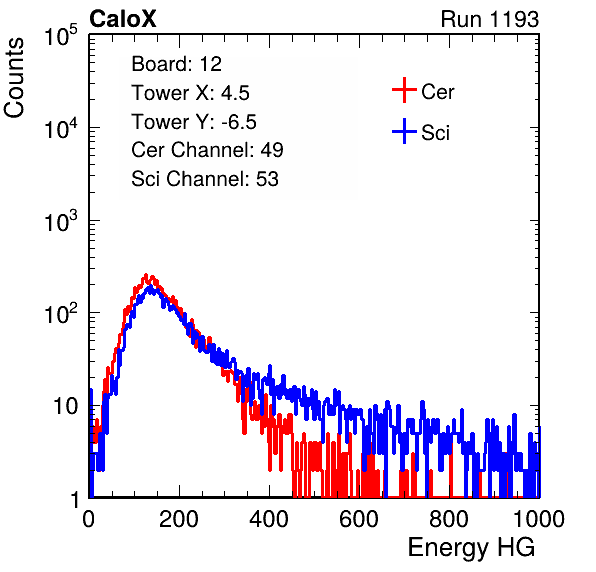 CaloX Run 1193
Counts
Board: 12
Tower X: 4.5
Tower Y: -6.5
Cer Channel: 49
Sci Channel: 53
Cer
Sci
10^5
10^4
10^3
10^2
10
1
0 200 400 600 800 1000
Energy HG